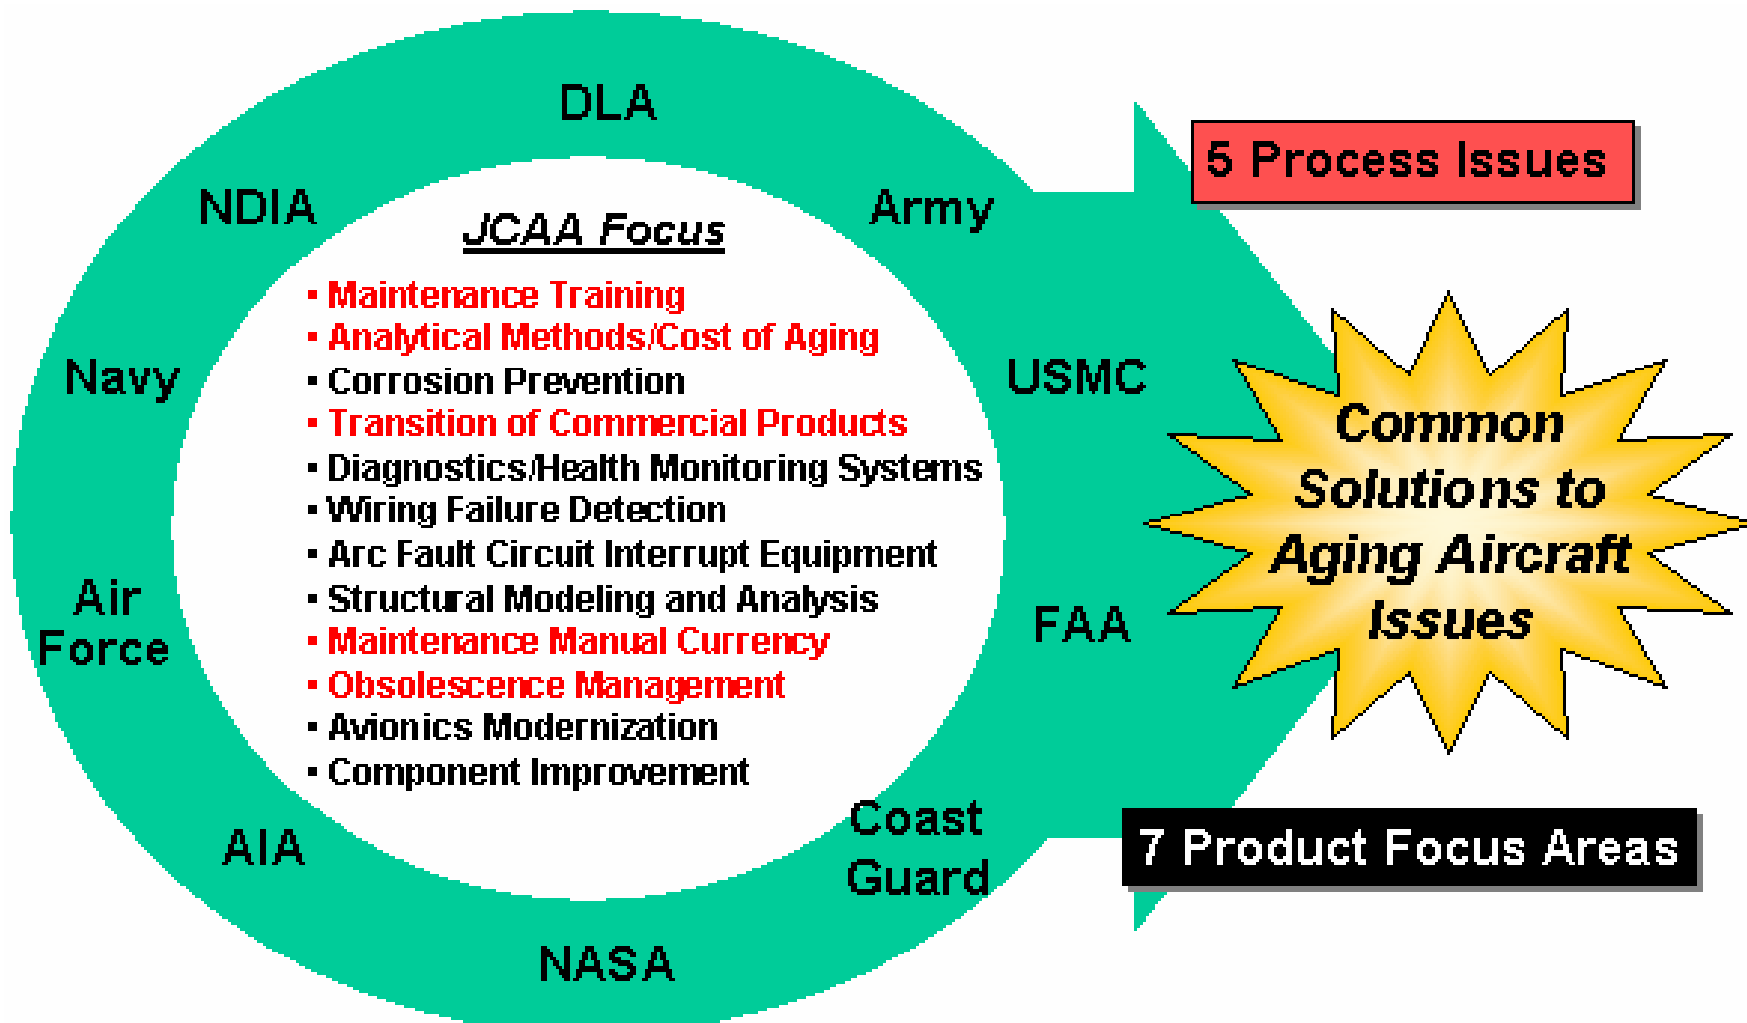 DLA
NDIA
Army
Navy
USMC
Air
Force
FAA
AIA
Coast
Guard
NASA
JCAA Focus
▪ Maintenance Training
▪ Analytical Methods/Cost of Aging
▪ Corrosion Prevention
▪ Transition of Commercial Products
▪ Diagnostics/Health Monitoring Systems
▪ Wiring Failure Detection
▪ Arc Fault Circuit Interrupt Equipment
▪ Structural Modeling and Analysis
▪ Maintenance Manual Currency
▪ Obsolescence Management
▪ Avionics Modernization
▪ Component Improvement
5 Process Issues
Common
Solutions to
Aging Aircraft
Issues
7 Product Focus Areas